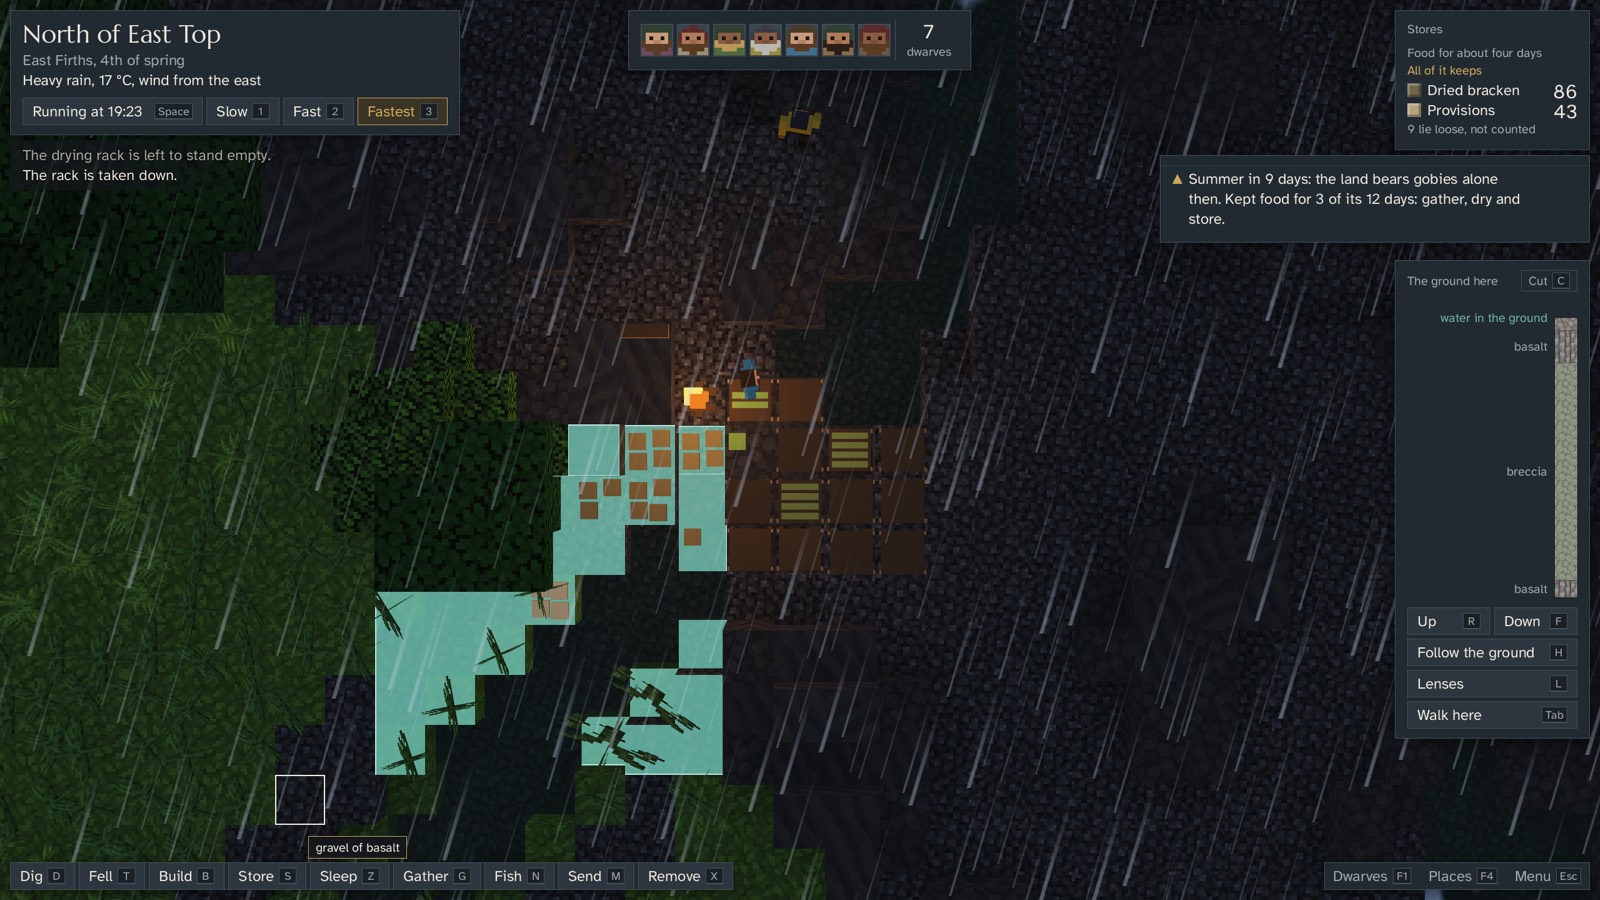 North of East Top
East Firths, 4th of spring
Heavy rain, 17 °C, wind from the east
Running at 19:23 Space Slow 1 Fast 2 Fastest 3
The drying rack is left to stand empty.
The rack is taken down.
7
dwarves
Stores
Food for about four days
All of it keeps
Dried bracken 86
Provisions 43
9 lie loose, not counted
Summer in 9 days: the land bears gobies alone
then. Kept food for 3 of its 12 days: gather, dry and
store.
The ground here Cut C
water in the ground
basalt
breccia
basalt
Up R Down F
Follow the ground H
Lenses L
Walk here Tab
gravel of basalt
Dig D Fell T Build B Store S Sleep Z Gather G Fish N Send M Remove X
Dwarves F1 Places F4 Menu Esc